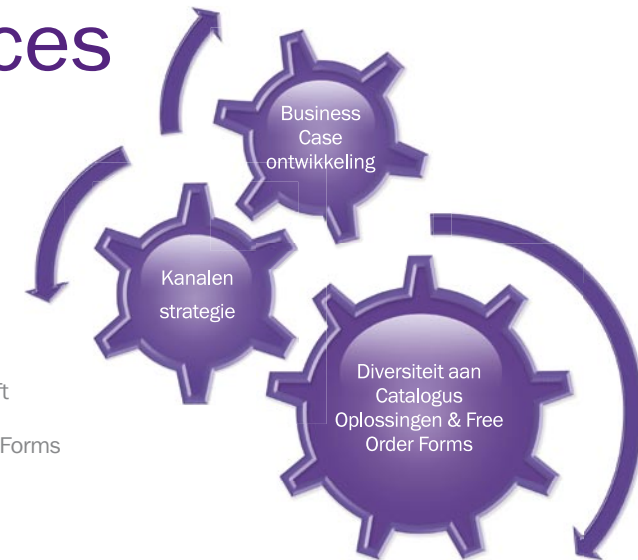 ces
Business
Case
ontwikkeling
Kanalen
strategie
Diversiteit aan
Catalogus
Oplossingen & Free
Order Forms
ft
Forms